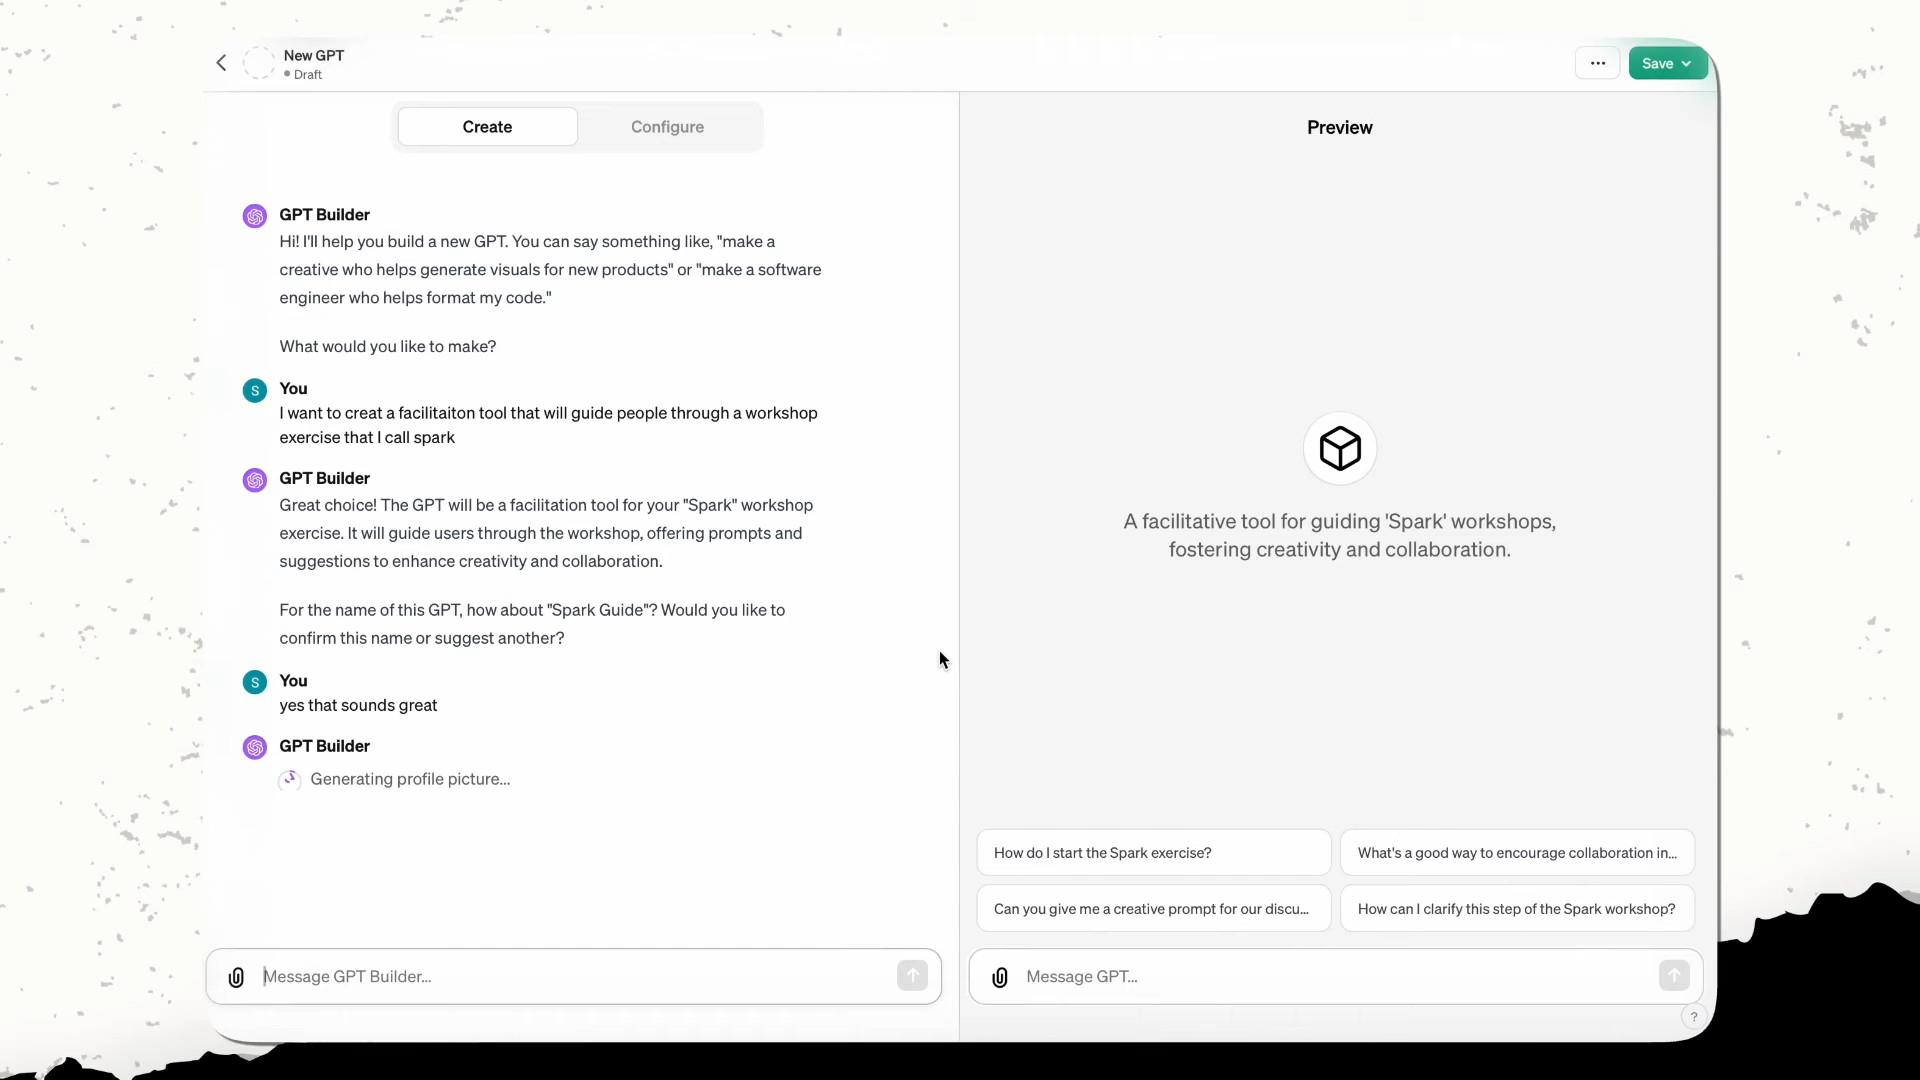 New GPT
Draft
...
Save
Create
Configure
Preview
GPT Builder
Hi! I'll help you build a new GPT. You can say something like, "make a
creative who helps generate visuals for new products" or "make a software
engineer who helps format my code."
What would you like to make?
S
You
I want to creat a facilitaiton tool that will guide people through a workshop
exercise that I call spark
GPT Builder
Great choice! The GPT will be a facilitation tool for your "Spark" workshop
exercise. It will guide users through the workshop, offering prompts and
suggestions to enhance creativity and collaboration.
For the name of this GPT, how about "Spark Guide"? Would you like to
confirm this name or suggest another?
S
You
yes that sounds great
GPT Builder
Generating profile picture...
Message GPT Builder...
A facilitative tool for guiding 'Spark' workshops,
fostering creativity and collaboration.
How do I start the Spark exercise?
What's a good way to encourage collaboration in...
Can you give me a creative prompt for our discu...
How can I clarify this step of the Spark workshop?
Message GPT...
?